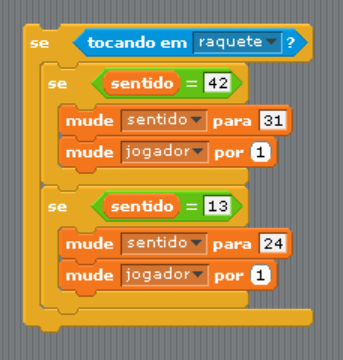 se tocando em raquete ?
se sentido = 42
mude sentido para 31
mude jogador por 1
se sentido = 13
mude sentido para 24
mude jogador por 1